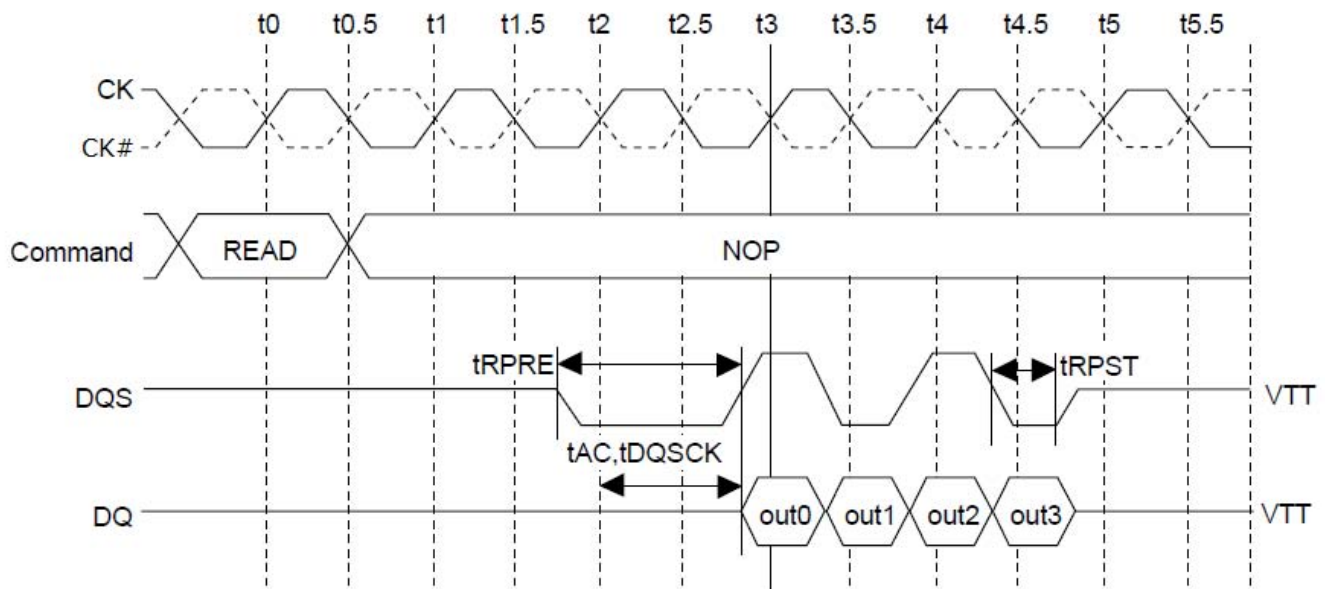 t0 t0.5 t1 t1.5 t2 t2.5 t3 t3.5 t4 t4.5 t5 t5.5
CK
CK#
Command READ NOP
tRPRE tRPST
DQS VTT
tAC,tDQSCK
DQ out0 out1 out2 out3 VTT